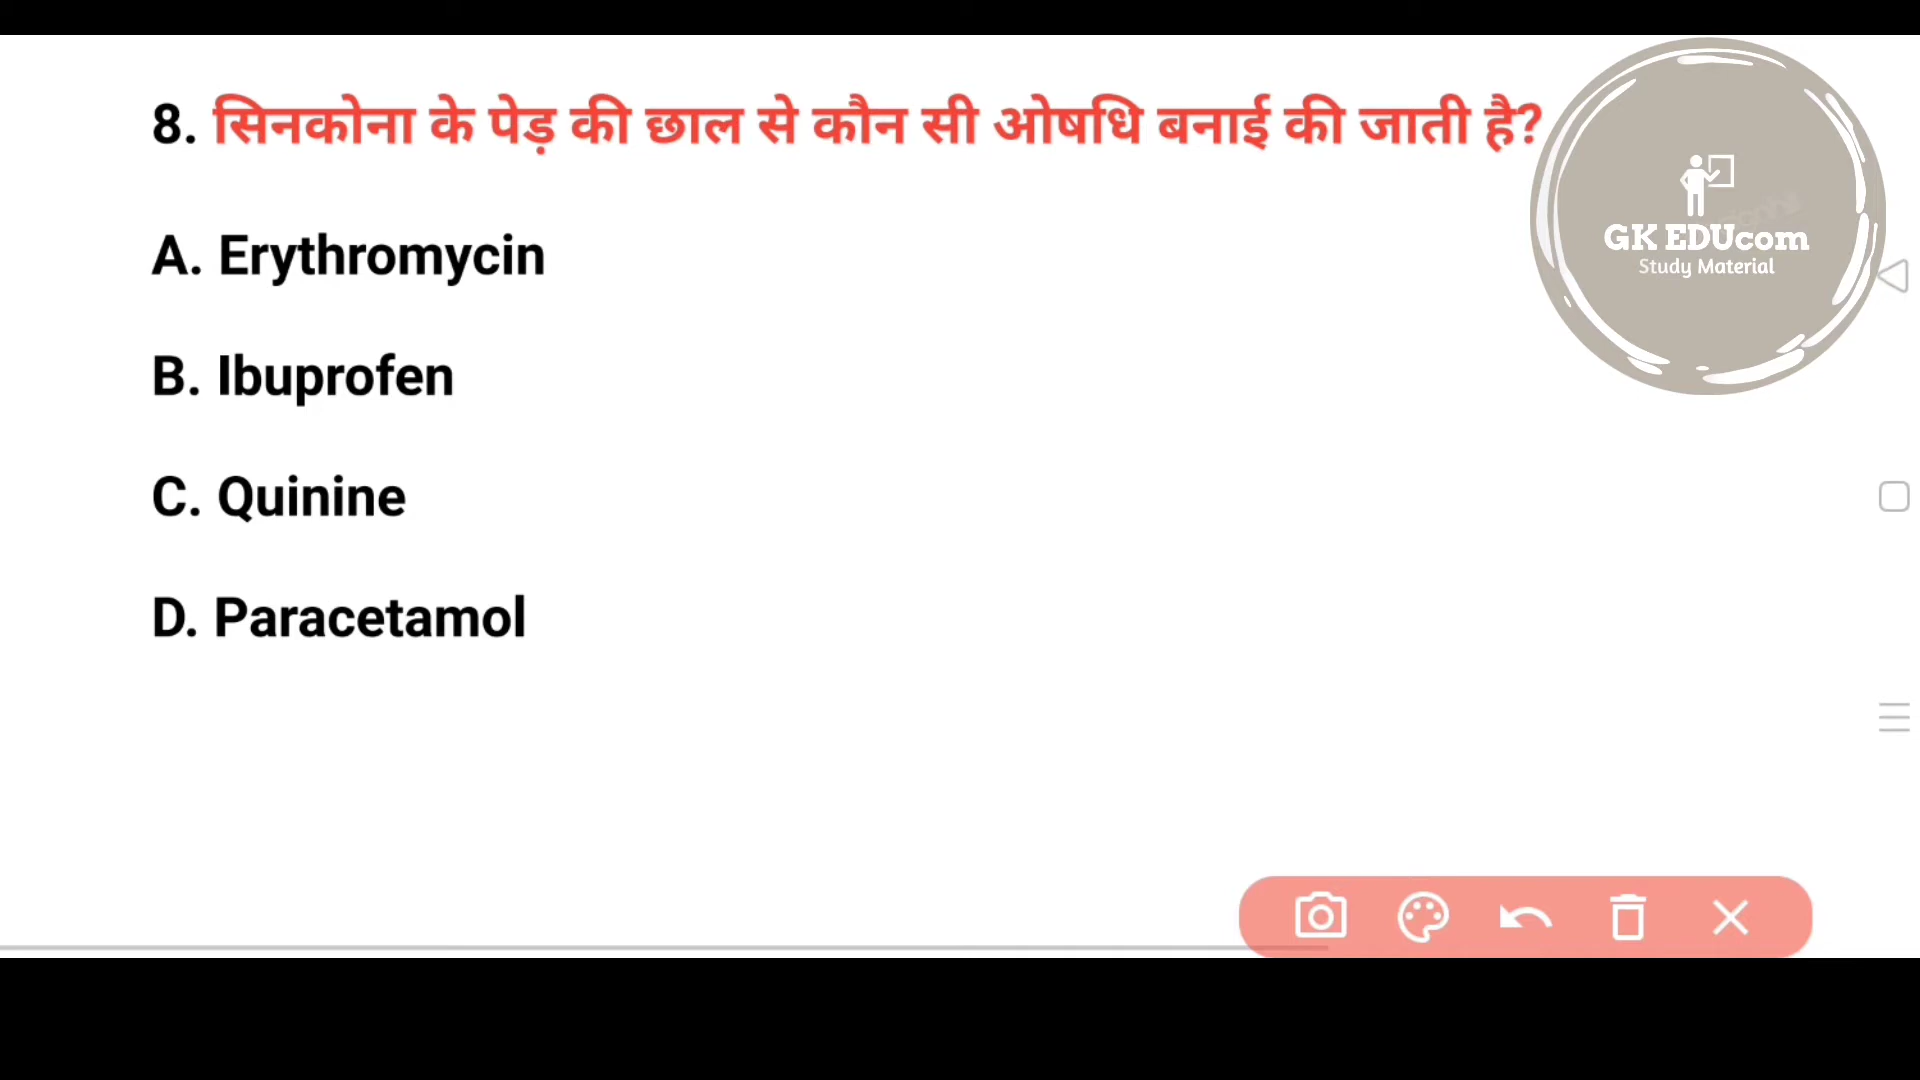 8. सिनकोना के पेड़ की छाल से कौन सी ओषधि बनाई की जाती है?
A. Erythromycin
B. Ibuprofen
C. Quinine
D. Paracetamol
GK EDUcom
Study Material